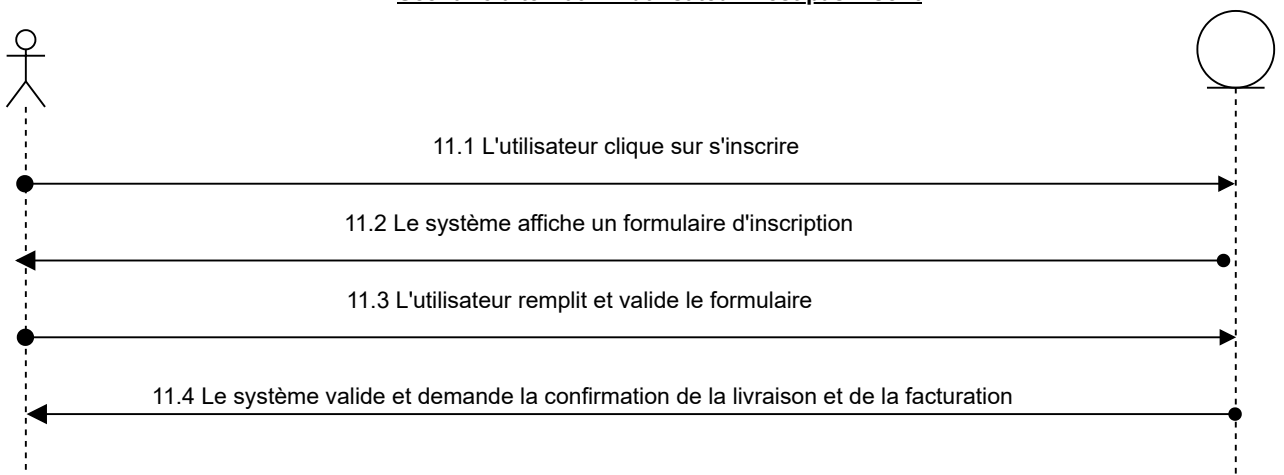 11.1 L'utilisateur clique sur s'inscrire
11.2 Le système affiche un formulaire d'inscription
11.3 L'utilisateur remplit et valide le formulaire
11.4 Le système valide et demande la confirmation de la livraison et de la facturation